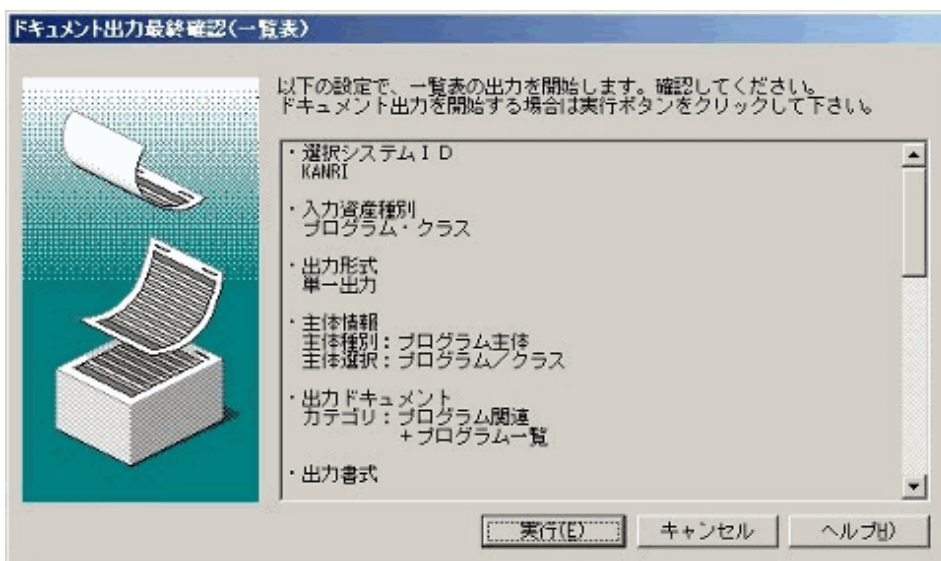 ドキュメント出力最終確認(一覧表)
以下の設定で、一覧表の出力を開始します。確認してください。
ドキュメント出力を開始する場合は実行ボタンをクリックして下さい。
・選択システムＩＤ
KANRI
・入力資産種別
プログラム・クラス
・出力形式
単一出力
・主体情報
主体種別：プログラム主体
主体選択：プログラム／クラス
・出力ドキュメント
カテゴリ：プログラム関連
＋プログラム一覧
・出力書式
実行(E)
キャンセル
ヘルプ(H)